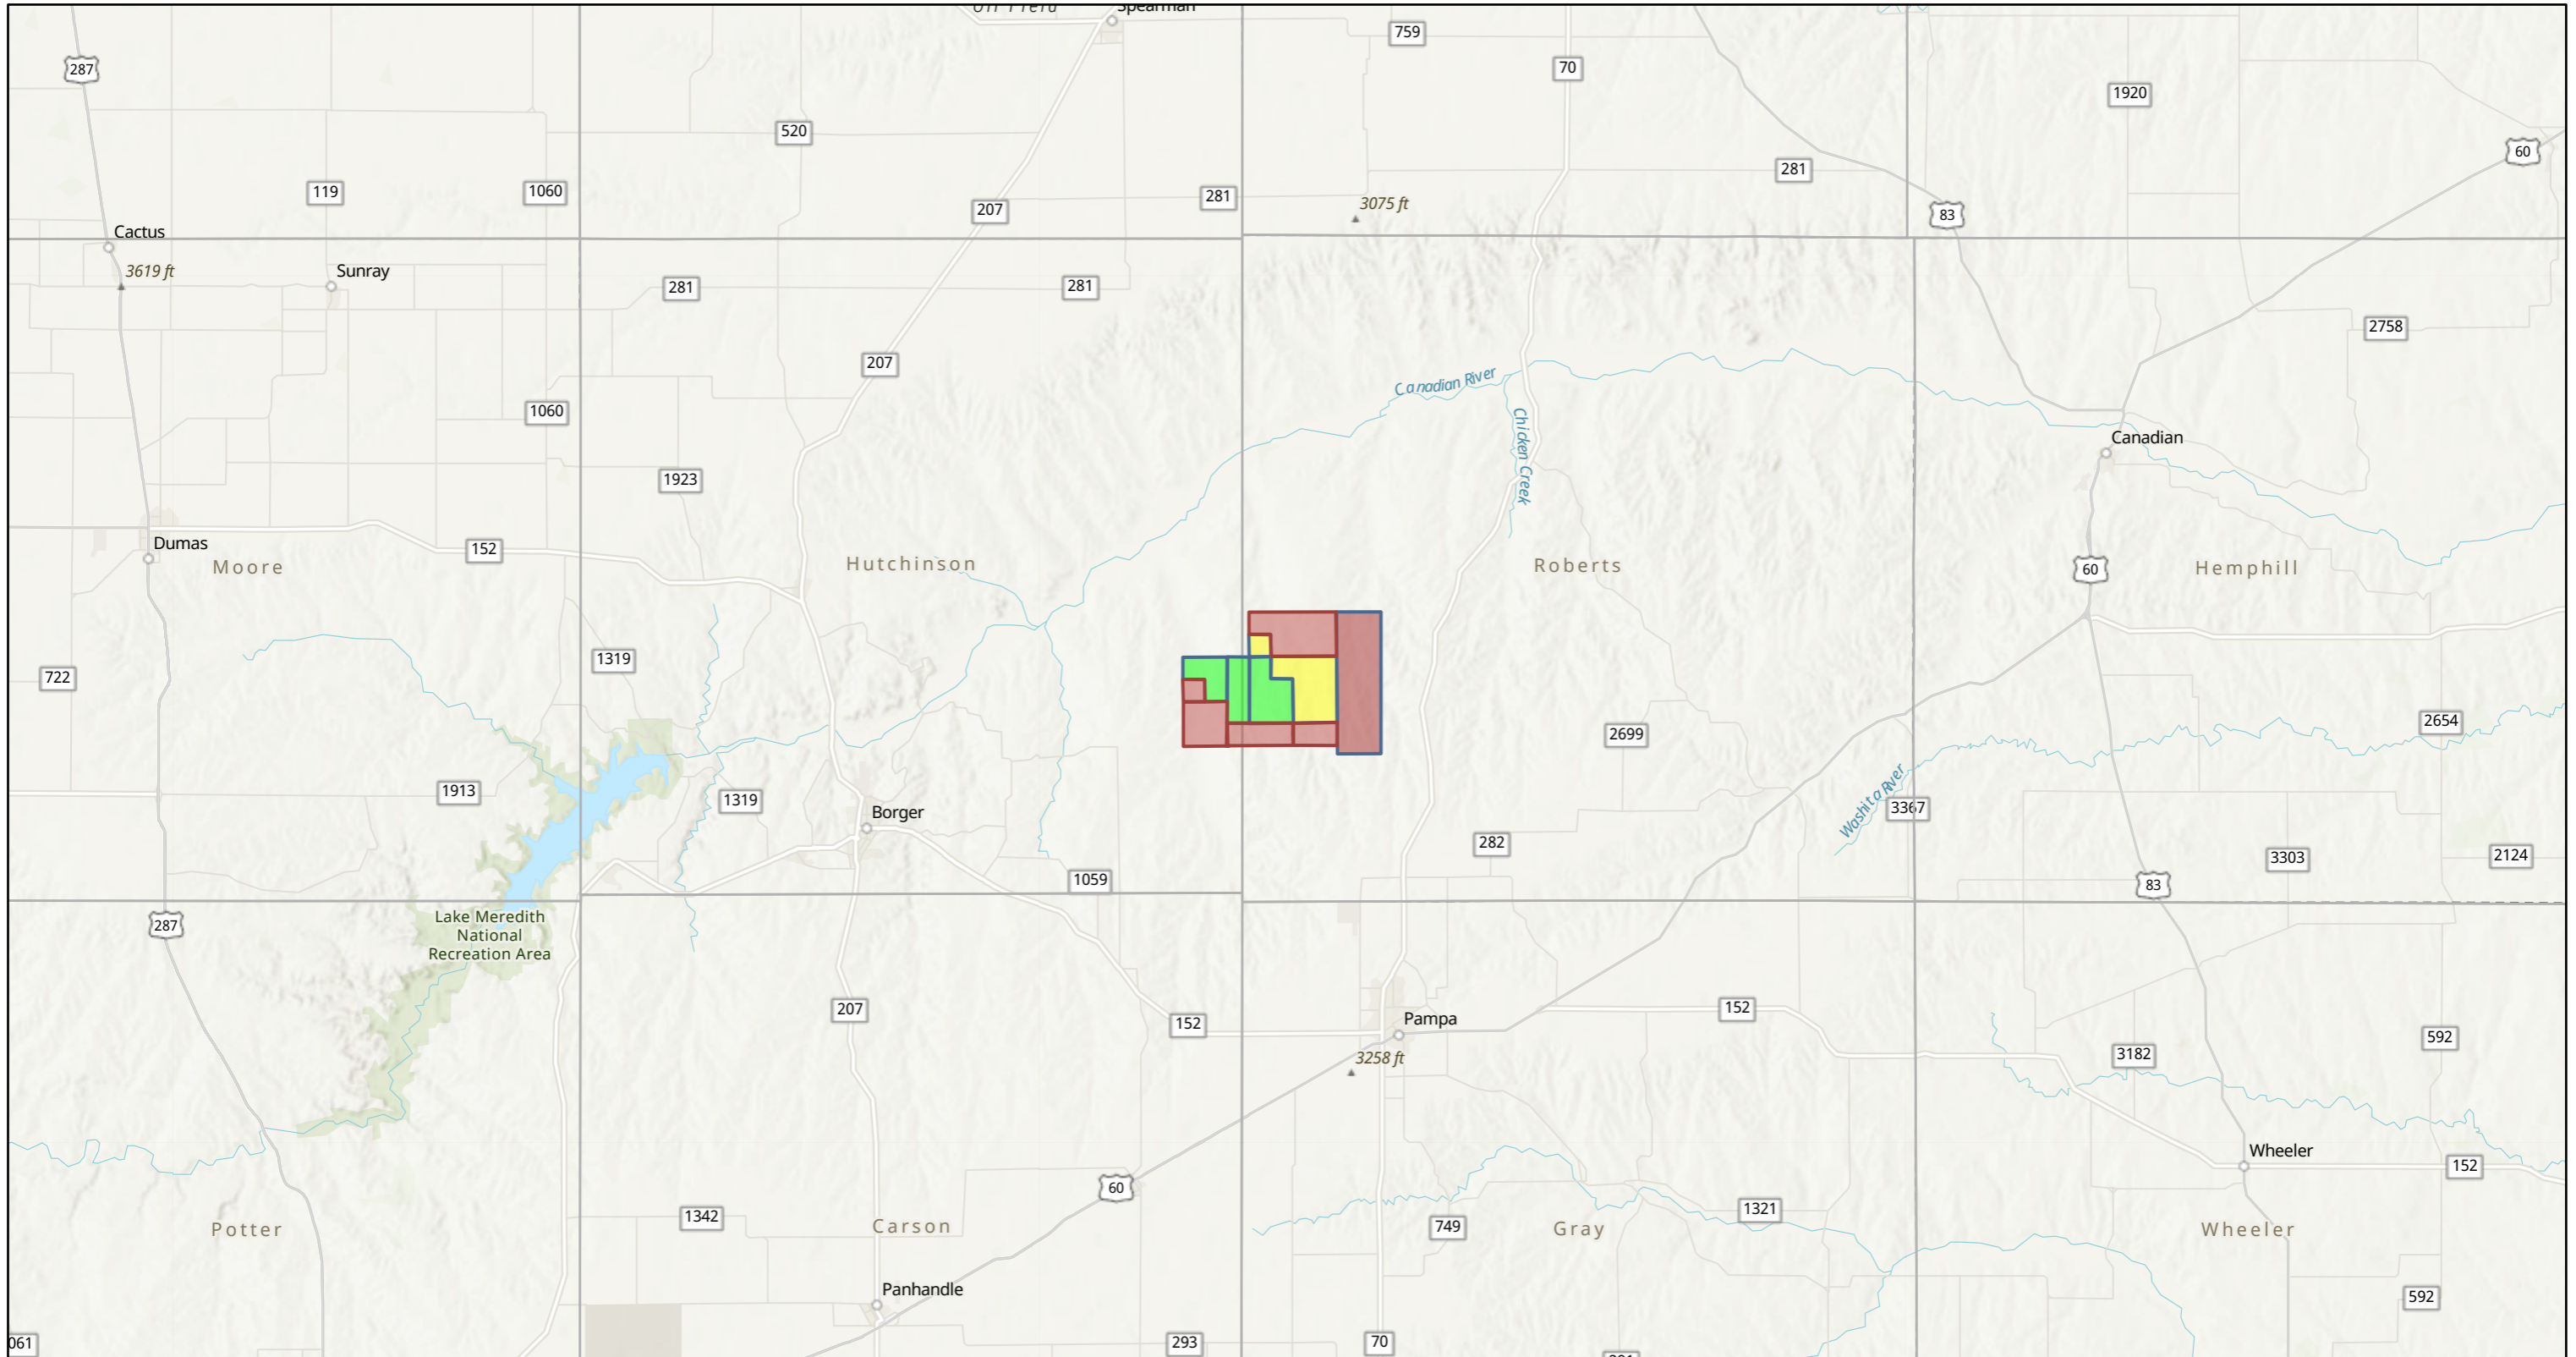 Spearman
759
287
70
1920
520
60
281
119
1060
281
3075 ft
207
83
Cactus
3619 ft
Sunray
281
281
2758
207
Canadian River
1060
Chicken Creek
Canadian
1923
Dumas
152
Moore
Hutchinson
Roberts
60
Hemphill
1319
722
2654
2699
1913
1319
Washita River
3367
Borger
282
3303
2124
1059
83
Lake Meredith
National
Recreation Area
287
207
152
Pampa
152
592
3258 ft
3182
Wheeler
152
60
1342
Carson
749
1321
Gray
Potter
Wheeler
Panhandle
592
061
293
70